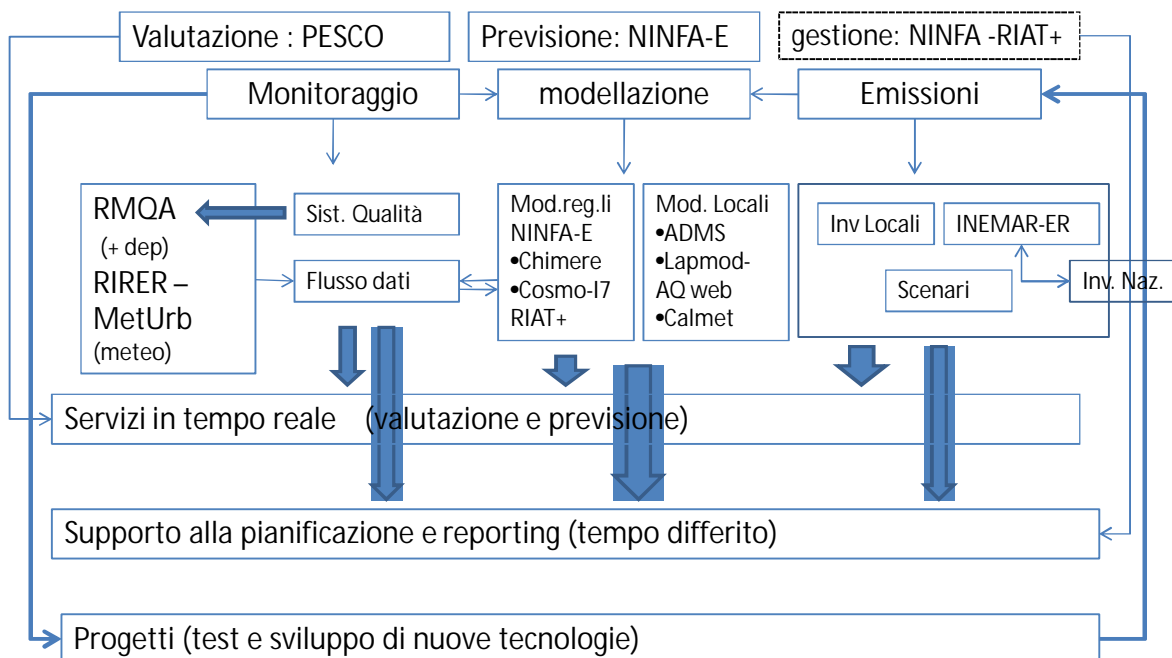 Valutazione : PESCO
Previsione: NINFA-E
gestione: NINFA -RIAT+
Monitoraggio
modellazione
Emissioni
RMQA
(+ dep)
RIRER –
MetUrb
(meteo)
Sist. Qualità
Flusso dati
Mod.reg.li
NINFA-E
•Chimere
•Cosmo-I7
RIAT+
Mod. Locali
•ADMS
•Lapmod-
AQ web
•Calmet
Inv Locali
INEMAR-ER
Scenari
Inv. Naz.
Servizi in tempo reale (valutazione e previsione)
Supporto alla pianificazione e reporting (tempo differito)
Progetti (test e sviluppo di nuove tecnologie)